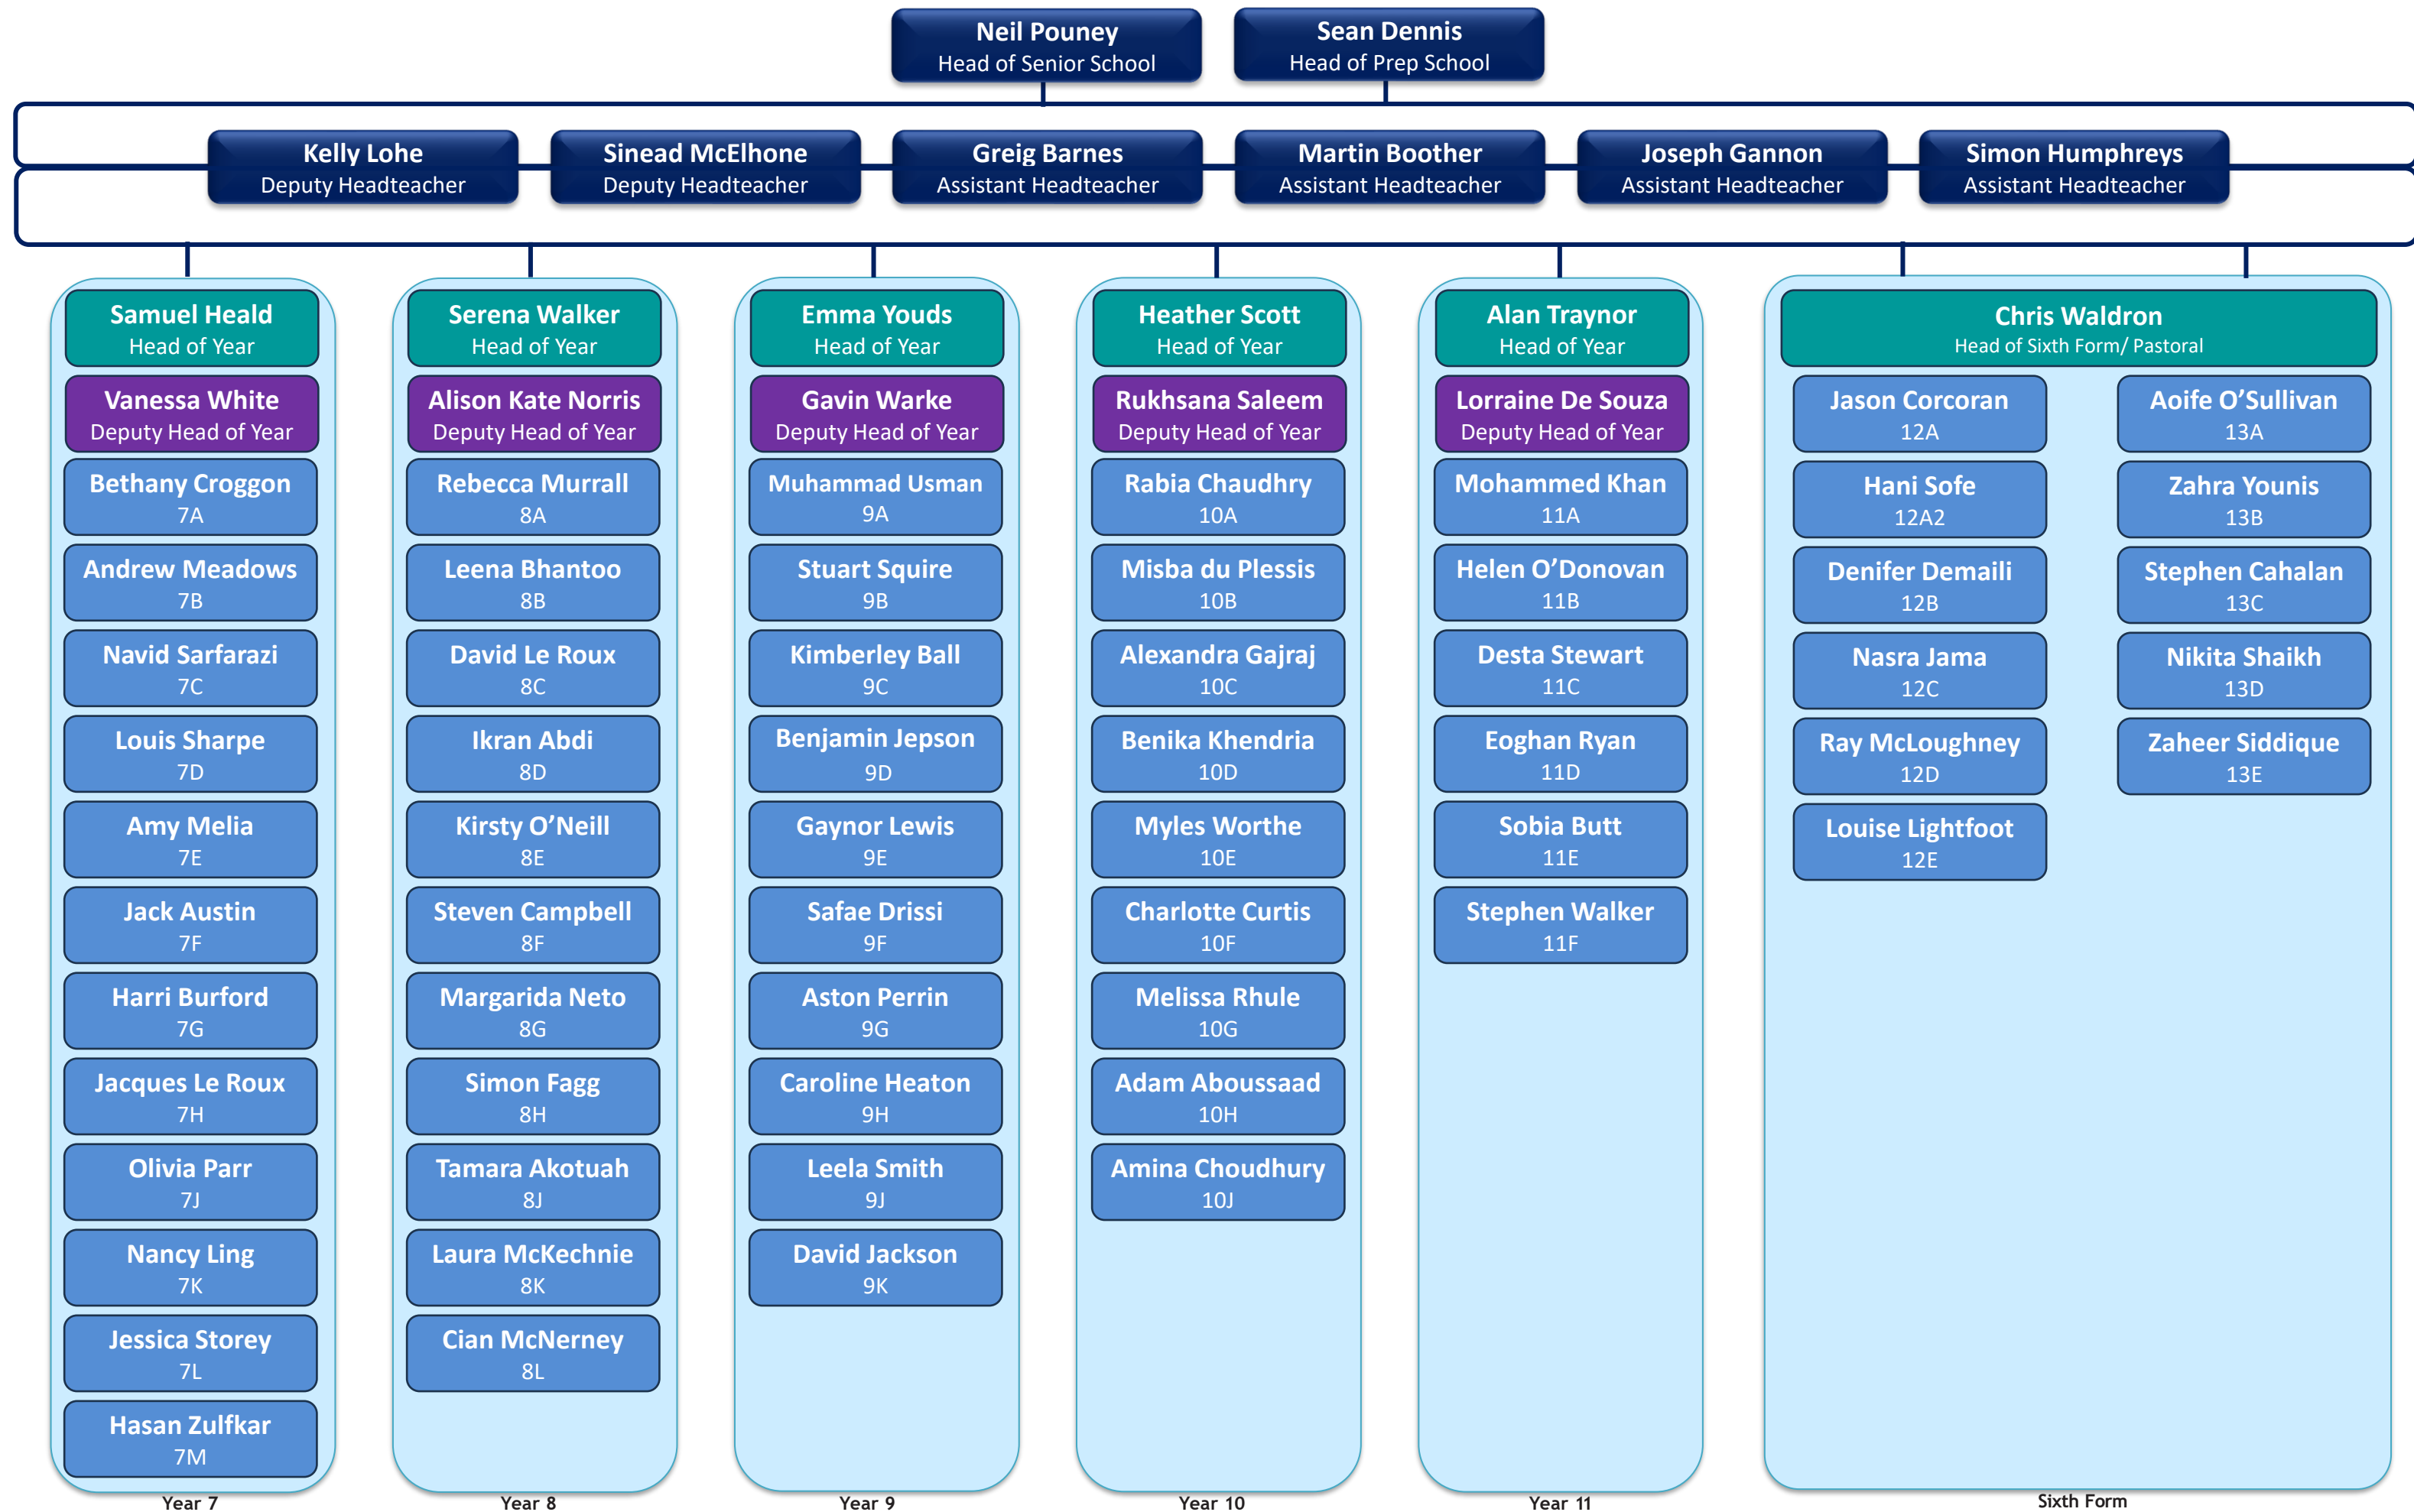 Neil Pouney
Head of Senior School
Sean Dennis
Head of Prep School
Kelly Lohe
Deputy Headteacher
Sinead McElhone
Deputy Headteacher
Greig Barnes
Assistant Headteacher
Martin Boother
Assistant Headteacher
Joseph Gannon
Assistant Headteacher
Simon Humphreys
Assistant Headteacher
Samuel Heald
Head of Year
Vanessa White
Deputy Head of Year
Bethany Croggon
7A
Andrew Meadows
7B
Navid Sarfarazi
7C
Louis Sharpe
7D
Amy Melia
7E
Jack Austin
7F
Harri Burford
7G
Jacques Le Roux
7H
Olivia Parr
7J
Nancy Ling
7K
Jessica Storey
7L
Hasan Zulfkar
7M
Year 7
Serena Walker
Head of Year
Alison Kate Norris
Deputy Head of Year
Rebecca Murrall
8A
Leena Bhantoo
8B
David Le Roux
8C
Ikran Abdi
8D
Kirsty O’Neill
8E
Steven Campbell
8F
Margarida Neto
8G
Simon Fagg
8H
Tamara Akotuah
8J
Laura McKechnie
8K
Cian McNerney
8L
Year 8
Emma Youds
Head of Year
Gavin Warke
Deputy Head of Year
Muhammad Usman
9A
Stuart Squire
9B
Kimberley Ball
9C
Benjamin Jepson
9D
Gaynor Lewis
9E
Safae Drissi
9F
Aston Perrin
9G
Caroline Heaton
9H
Leela Smith
9J
David Jackson
9K
Year 9
Heather Scott
Head of Year
Rukhsana Saleem
Deputy Head of Year
Rabia Chaudhry
10A
Misba du Plessis
10B
Alexandra Gajraj
10C
Benika Khendria
10D
Myles Worthe
10E
Charlotte Curtis
10F
Melissa Rhule
10G
Adam Aboussaad
10H
Amina Choudhury
10J
Year 10
Alan Traynor
Head of Year
Lorraine De Souza
Deputy Head of Year
Mohammed Khan
11A
Helen O’Donovan
11B
Desta Stewart
11C
Eoghan Ryan
11D
Sobia Butt
11E
Stephen Walker
11F
Year 11
Chris Waldron
Head of Sixth Form/ Pastoral
Jason Corcoran
12A
Hani Sofe
12A2
Denifer Demaili
12B
Nasra Jama
12C
Ray McLoughney
12D
Louise Lightfoot
12E
Aoife O’Sullivan
13A
Zahra Younis
13B
Stephen Cahalan
13C
Nikita Shaikh
13D
Zaheer Siddique
13E
Sixth Form